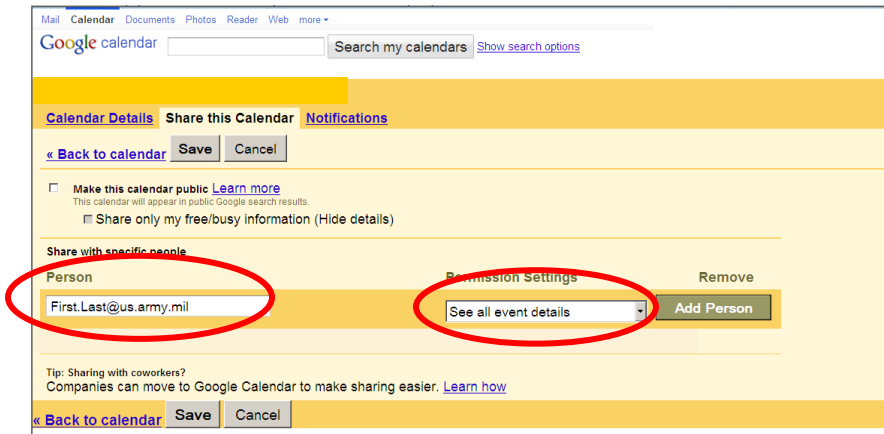 Mail Calendar Documents Photos Reader Web more ▾
Google calendar Search my calendars Show search options
Calendar Details Share this Calendar Notifications
« Back to calendar Save Cancel
Make this calendar public Learn more
This calendar will appear in public Google search results.
Share only my free/busy information (Hide details)
Share with specific people
Person Permission Settings Remove
First.Last@us.army.mil See all event details Add Person
Tip: Sharing with coworkers?
Companies can move to Google Calendar to make sharing easier. Learn how
« Back to calendar Save Cancel